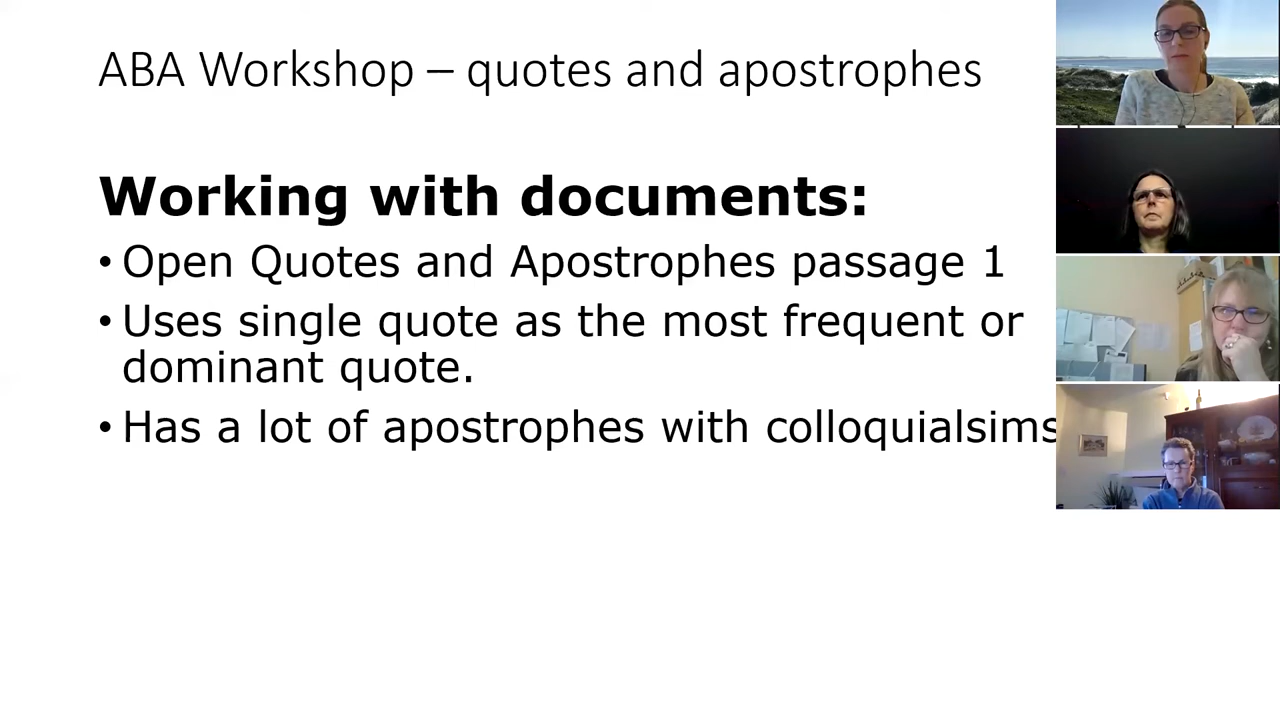 ABA Workshop – quotes and apostrophes
Working with documents:
• Open Quotes and Apostrophes passage 1
• Uses single quote as the most frequent or
dominant quote.
• Has a lot of apostrophes with colloquialsims